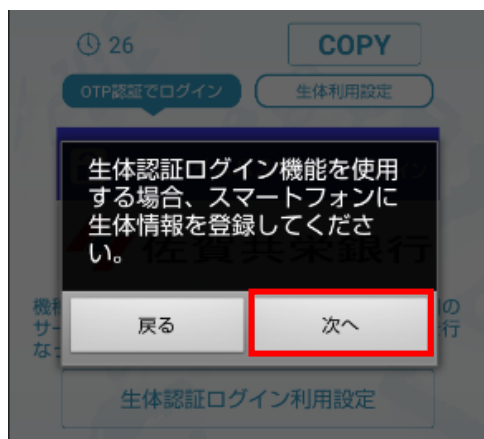 26
COPY
OTP認証でログイン
生体利用設定
生体認証ログイン機能を使用
する場合、スマートフォンに
生体情報を登録してくださ
い。
佐賀共栄銀行
戻る
次へ
生体認証ログイン利用設定